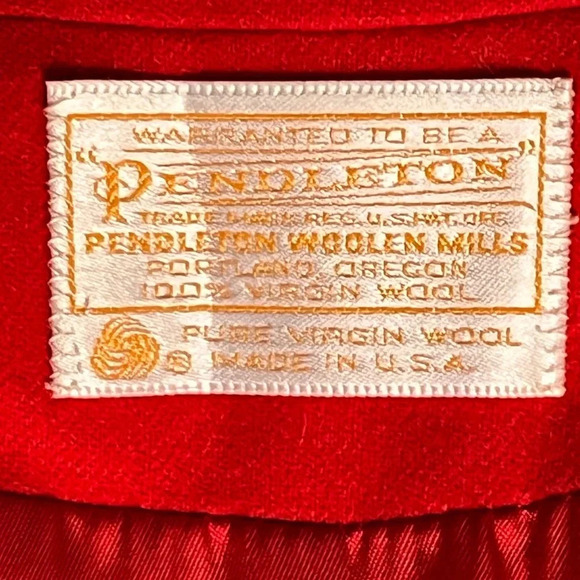 WARRANTED TO BE A
"PENDLETON"
TRADE MARK REG. U.S. PAT. OFF.
PENDLETON WOOLEN MILLS
PORTLAND, OREGON
100% VIRGIN WOOL
PURE VIRGIN WOOL
® MADE IN U.S.A.